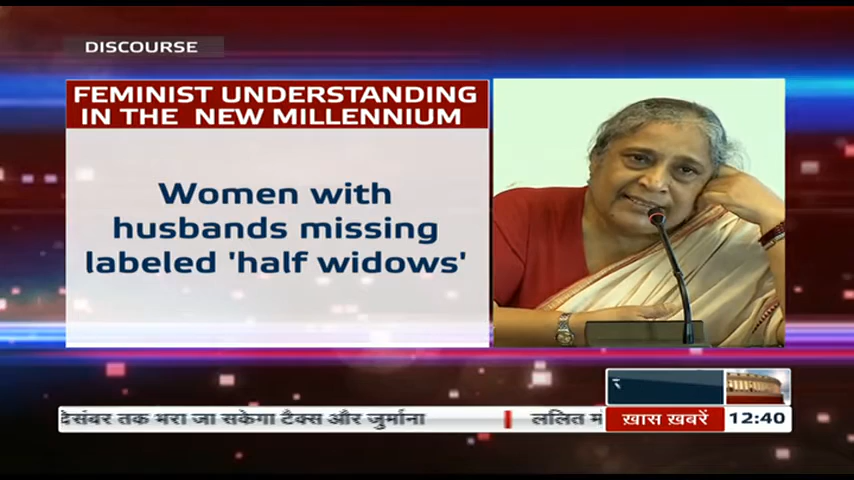 DISCOURSE
FEMINIST UNDERSTANDING
IN THE NEW MILLENNIUM
Women with
husbands missing
labeled 'half widows'
तक भरा जा सकेगा टैक्स और जुर्माना
ललित
ख़ास ख़बरें
12:40